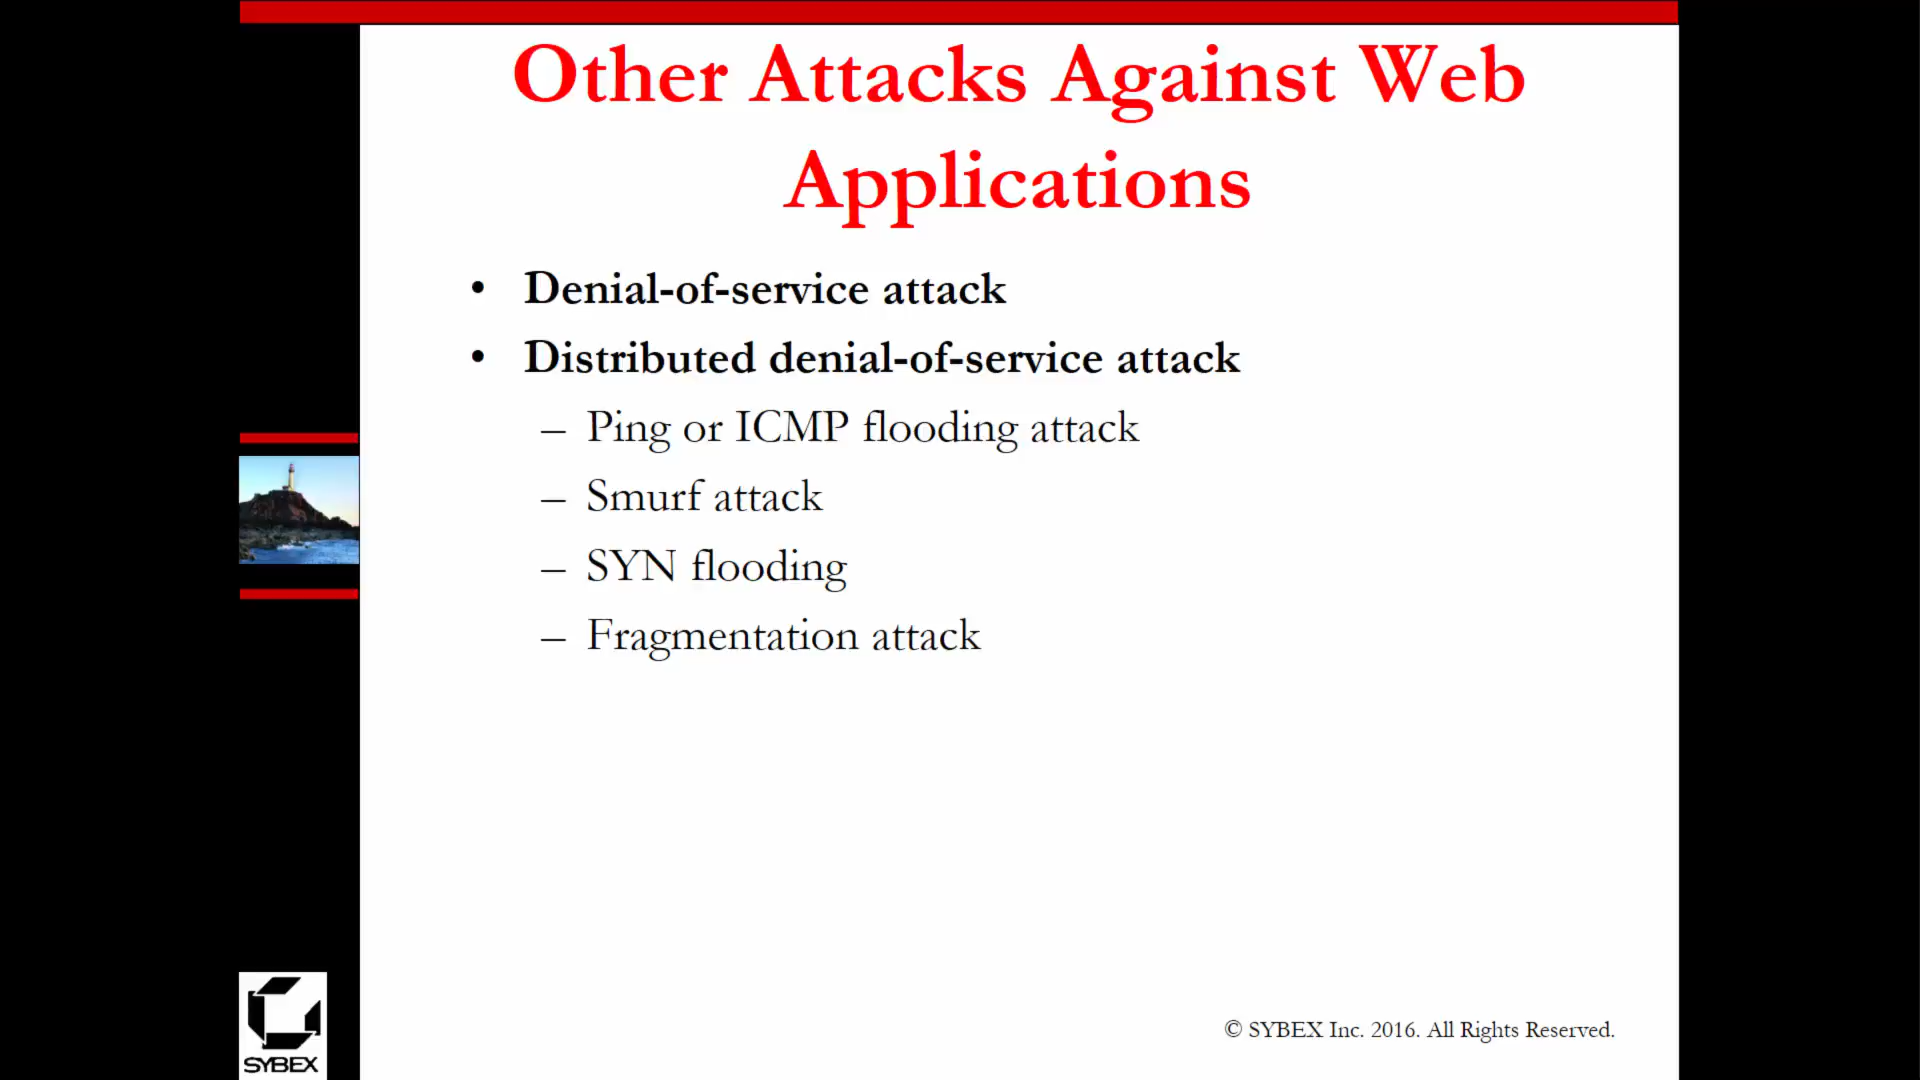 Other Attacks Against Web
Applications
• Denial-of-service attack
• Distributed denial-of-service attack
– Ping or ICMP flooding attack
– Smurf attack
– SYN flooding
– Fragmentation attack
SYBEX
© SYBEX Inc. 2016. All Rights Reserved.